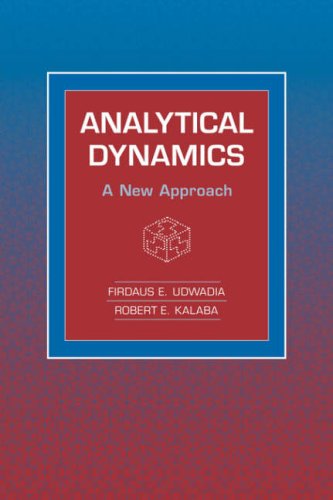 ANALYTICAL
DYNAMICS
A New Approach
FIRDAUS E. UDWADIA
ROBERT E. KALABA